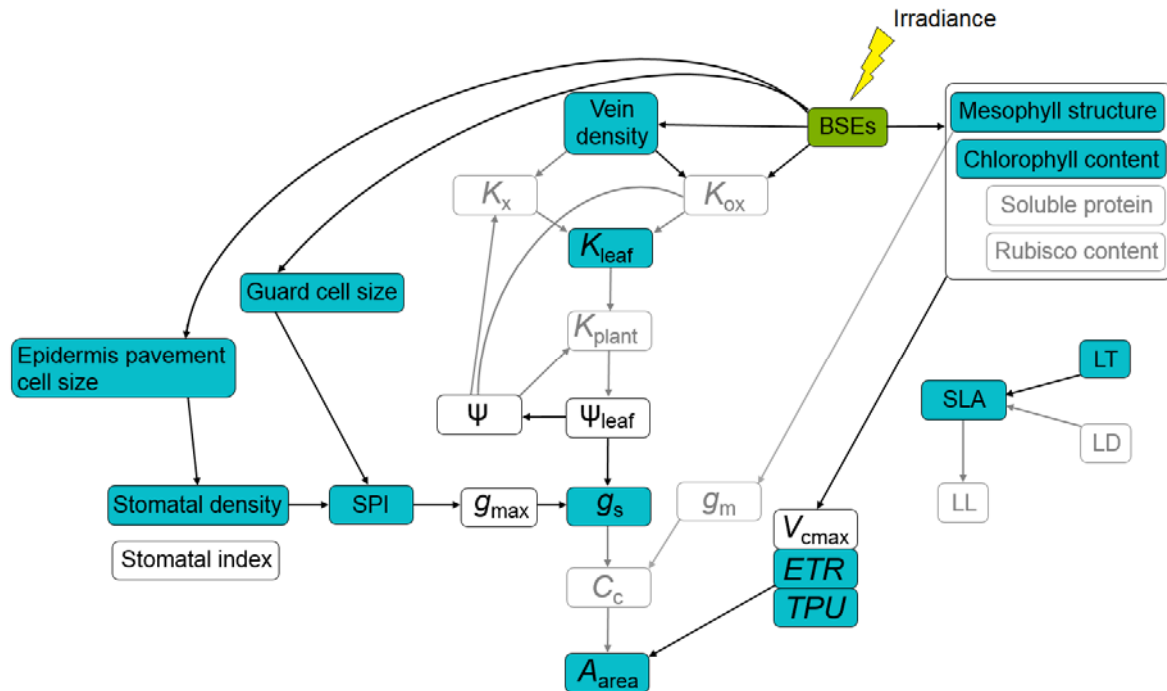 Irradiance
Vein
density
BSEs
Mesophyll structure
Chlorophyll content
Soluble protein
Rubisco content
Kx
Kox
Kleaf
Guard cell size
Kplant
Epidermis pavement
cell size
Ψ
Ψleaf
LT
SLA
LD
LL
Stomatal density
SPI
gmax
gs
gm
Stomatal index
Vcmax
ETR
TPU
Cc
Aarea